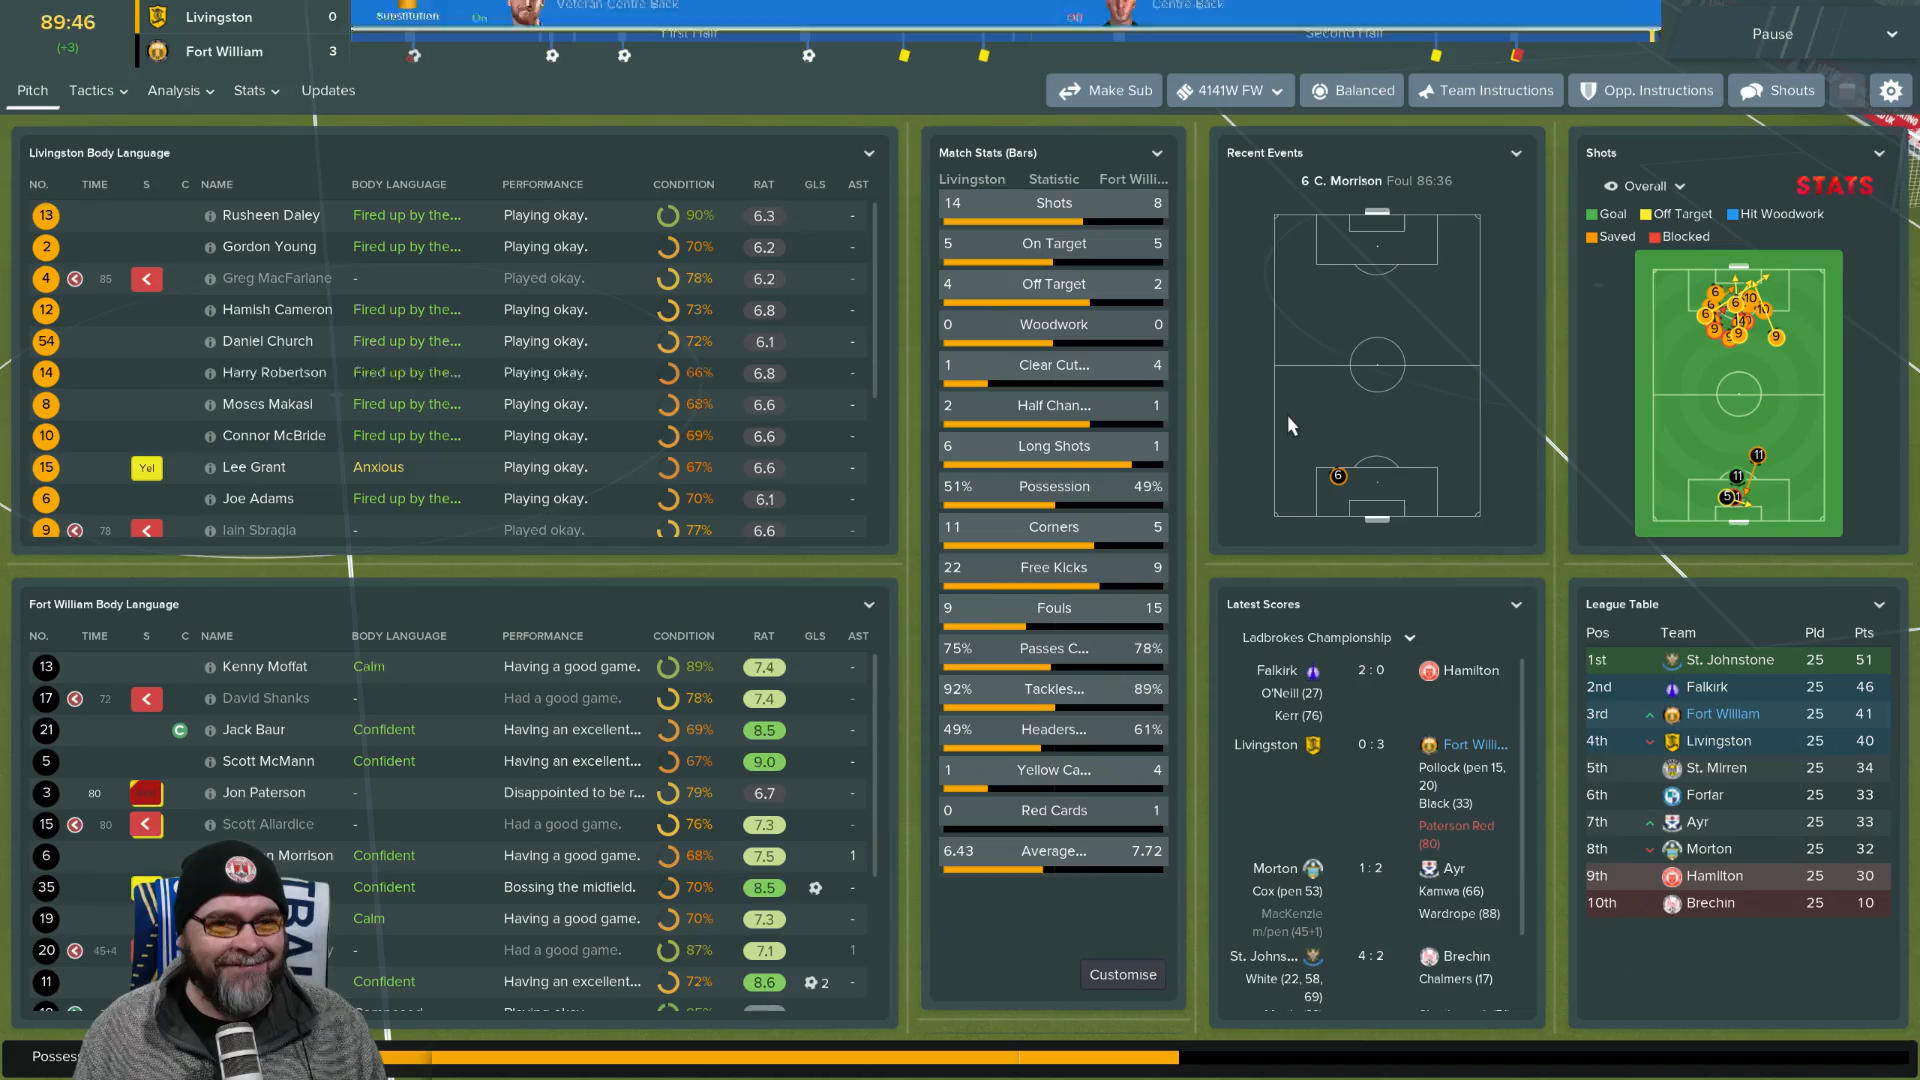 89:46
(+3)
Livingston 0
Fort William 3
Substitution On Veteran Centre Back Off Centre-Back
First Half Second Half
Pause
Pitch Tactics Analysis Stats Updates
Make Sub 4141W FW Balanced Team Instructions Opp. Instructions Shouts
Livingston Body Language
NO. TIME S C NAME BODY LANGUAGE PERFORMANCE CONDITION RAT GLS AST
13 Rusheen Daley Fired up by the... Playing okay. 90% 6.3 -
2 Gordon Young Fired up by the... Playing okay. 70% 6.2 -
4 85 Greg MacFarlane - Played okay. 78% 6.2 -
12 Hamish Cameron Fired up by the... Playing okay. 73% 6.8 -
54 Daniel Church Fired up by the... Playing okay. 72% 6.1 -
14 Harry Robertson Fired up by the... Playing okay. 66% 6.8 -
8 Moses Makasi Fired up by the... Playing okay. 68% 6.6 -
10 Connor McBride Fired up by the... Playing okay. 69% 6.6 -
15 Yel Lee Grant Anxious Playing okay. 67% 6.6 -
6 Joe Adams Fired up by the... Playing okay. 70% 6.1 -
9 78 Iain Sbragia - Played okay. 77% 6.6 -
Match Stats (Bars)
Livingston Statistic Fort Willi...
14 Shots 8
5 On Target 5
4 Off Target 2
0 Woodwork 0
1 Clear Cut... 4
2 Half Chan... 1
6 Long Shots 1
51% Possession 49%
11 Corners 5
22 Free Kicks 9
9 Fouls 15
75% Passes C... 78%
92% Tackles... 89%
49% Headers... 61%
1 Yellow Ca... 4
0 Red Cards 1
6.43 Average... 7.72
Customise
Recent Events
6 C. Morrison Foul 86:36
6
Shots
Overall
STATS
Goal Off Target Hit Woodwork
Saved Blocked
Fort William Body Language
NO. TIME S C NAME BODY LANGUAGE PERFORMANCE CONDITION RAT GLS AST
13 Kenny Moffat Calm Having a good game. 89% 7.4 -
17 72 David Shanks - Had a good game. 78% 7.4 -
21 C Jack Baur Confident Having an excellent... 69% 8.5 -
5 Scott McMann Confident Having an excellent... 67% 9.0 -
3 80 Jon Paterson - Disappointed to be r... 79% 6.7 -
15 80 Scott Allardice - Had a good game. 76% 7.3 -
6 Morrison Confident Having a good game. 68% 7.5 1
35 Confident Bossing the midfield. 70% 8.5 -
19 Calm Having a good game. 70% 7.3 -
20 45+4 - Had a good game. 87% 7.1 1
11 Confident Having an excellent... 72% 8.6 2 -
Latest Scores
Ladbrokes Championship
Falkirk 2 : 0 Hamilton
O'Neill (27)
Kerr (76)
Livingston 0 : 3 Fort Willi...
Pollock (pen 15,
20)
Black (33)
Paterson Red
(80)
Morton 1 : 2 Ayr
Cox (pen 53) Kamwa (66)
MacKenzie Wardrope (88)
m/pen (45+1)
St. Johns... 4 : 2 Brechin
White (22, 58, Chalmers (17)
69)
League Table
Pos Team Pld Pts
1st St. Johnstone 25 51
2nd Falkirk 25 46
3rd Fort William 25 41
4th Livingston 25 40
5th St. Mirren 25 34
6th Forfar 25 33
7th Ayr 25 33
8th Morton 25 32
9th Hamilton 25 30
10th Brechin 25 10
Possess